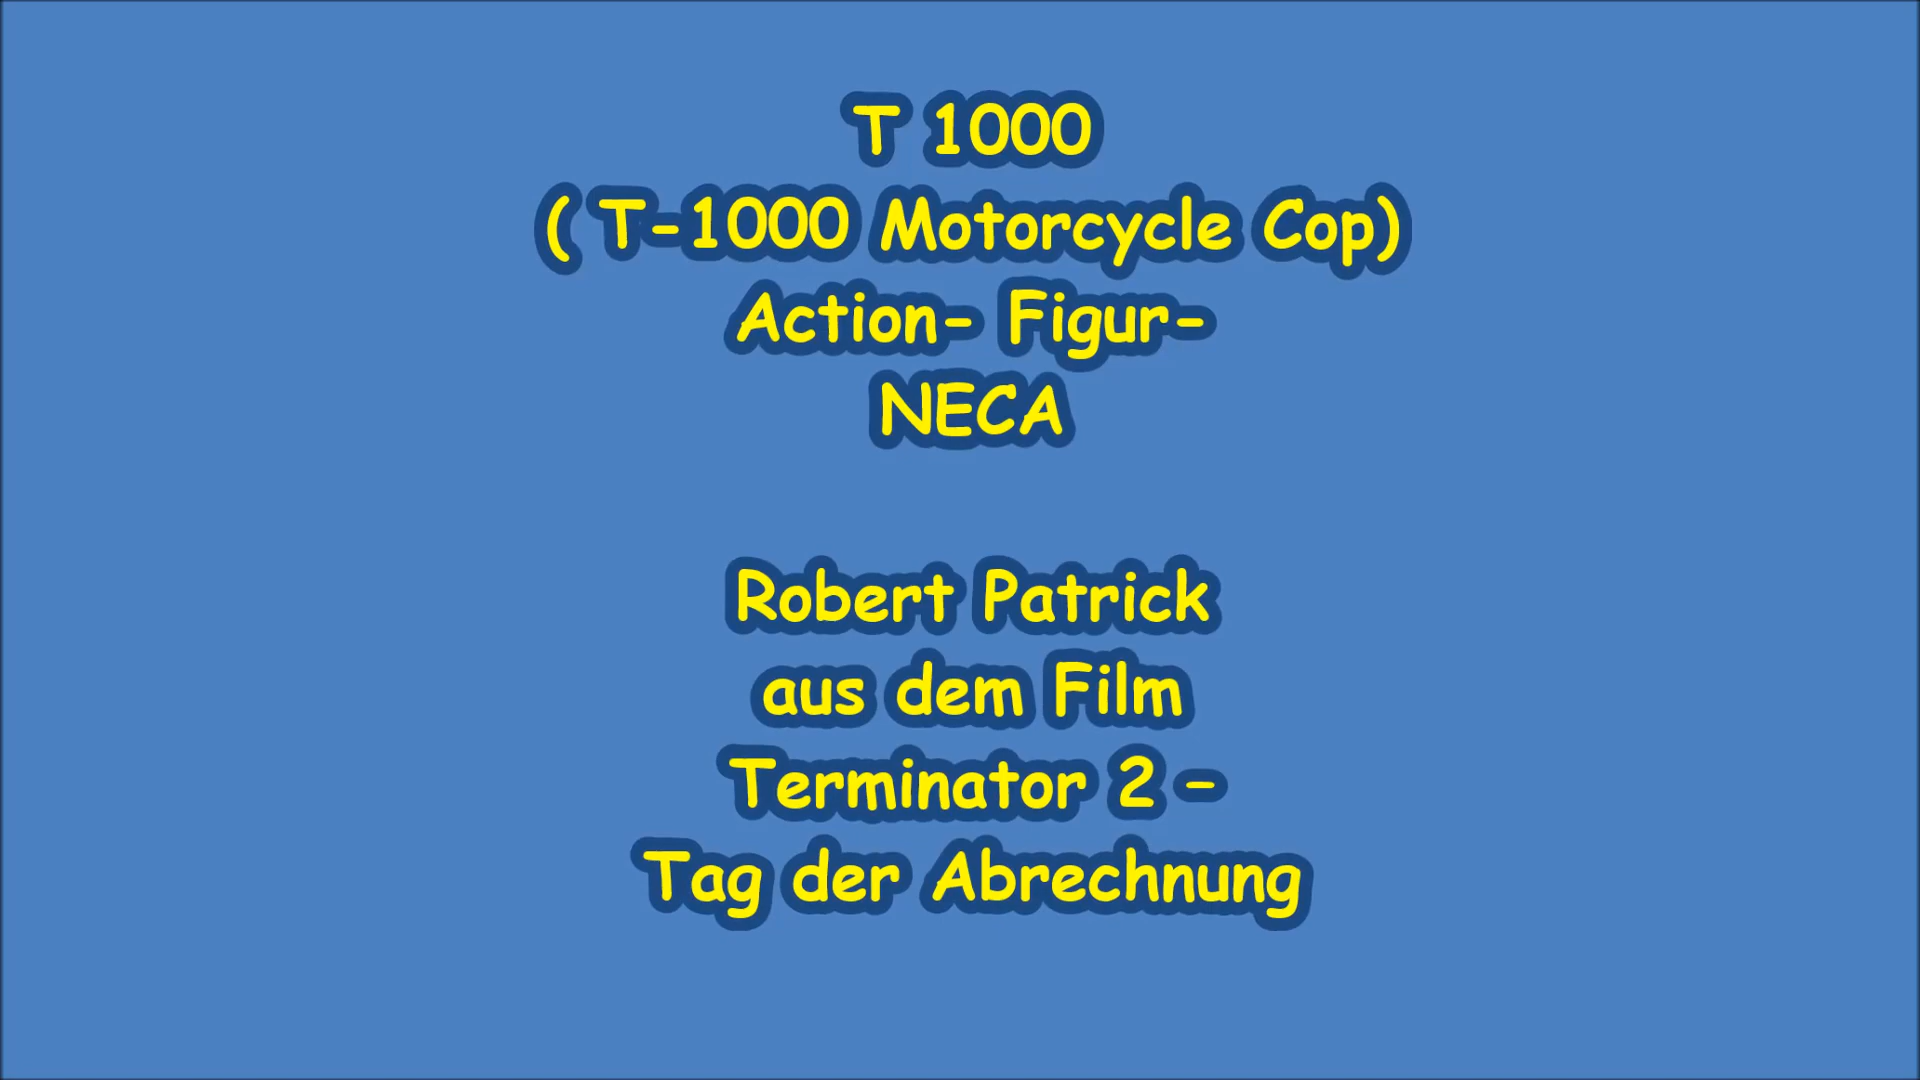 T 1000
( T-1000 Motorcycle Cop)
Action- Figur-
NECA
Robert Patrick
aus dem Film
Terminator 2 –
Tag der Abrechnung